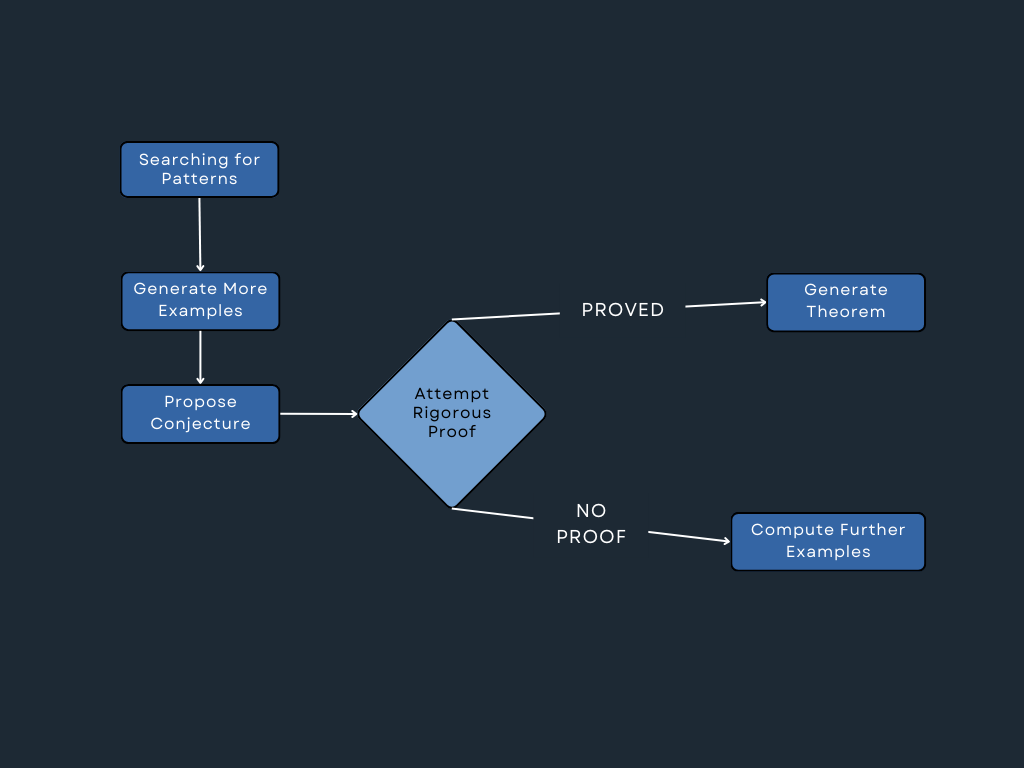 Searching for
Patterns
Generate More
Examples
Propose
Conjecture
Attempt
Rigorous
Proof
PROVED
Generate
Theorem
NO
PROOF
Compute Further
Examples